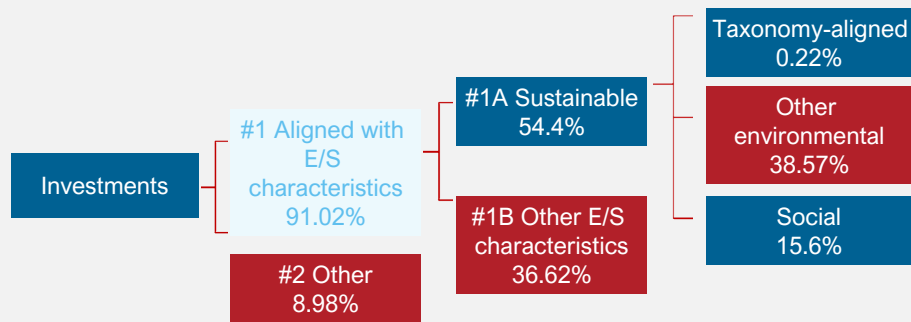 Investments
#1 Aligned with
E/S
characteristics
91.02%
#2 Other
8.98%
#1A Sustainable
54.4%
#1B Other E/S
characteristics
36.62%
Taxonomy-aligned
0.22%
Other
environmental
38.57%
Social
15.6%